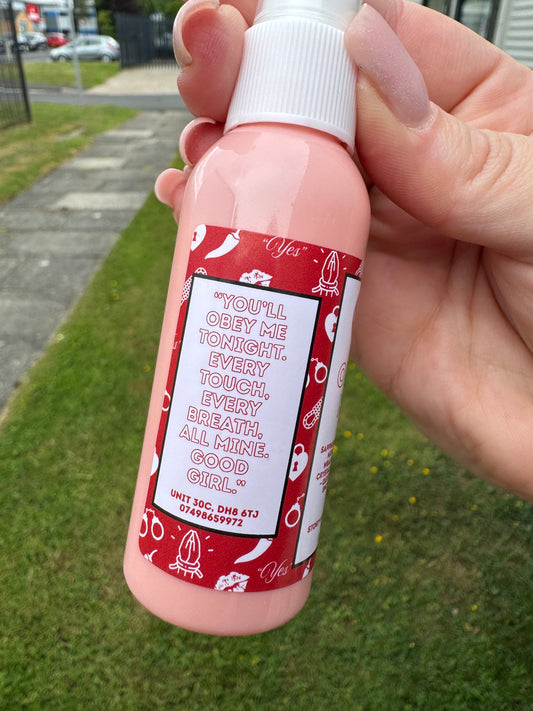 "Yes"
"YOU'LL
OBEY ME
TONIGHT.
EVERY
TOUCH,
EVERY
BREATH,
ALL MINE.
GOOD
GIRL."
UNIT 30C, DH8 6TJ
07498659972
"Yes"